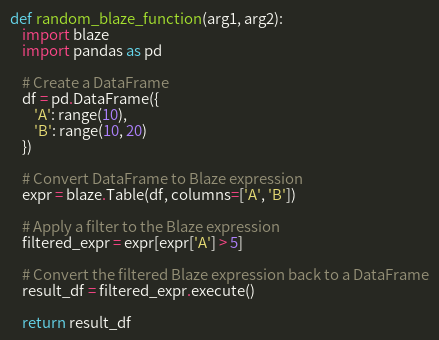 def random_blaze_function(arg1, arg2):
    import blaze
    import pandas as pd

    # Create a DataFrame
    df = pd.DataFrame({
        'A': range(10),
        'B': range(10, 20)
    })

    # Convert DataFrame to Blaze expression
    expr = blaze.Table(df, columns=['A', 'B'])

    # Apply a filter to the Blaze expression
    filtered_expr = expr[expr['A'] > 5]

    # Convert the filtered Blaze expression back to a DataFrame
    result_df = filtered_expr.execute()

    return result_df